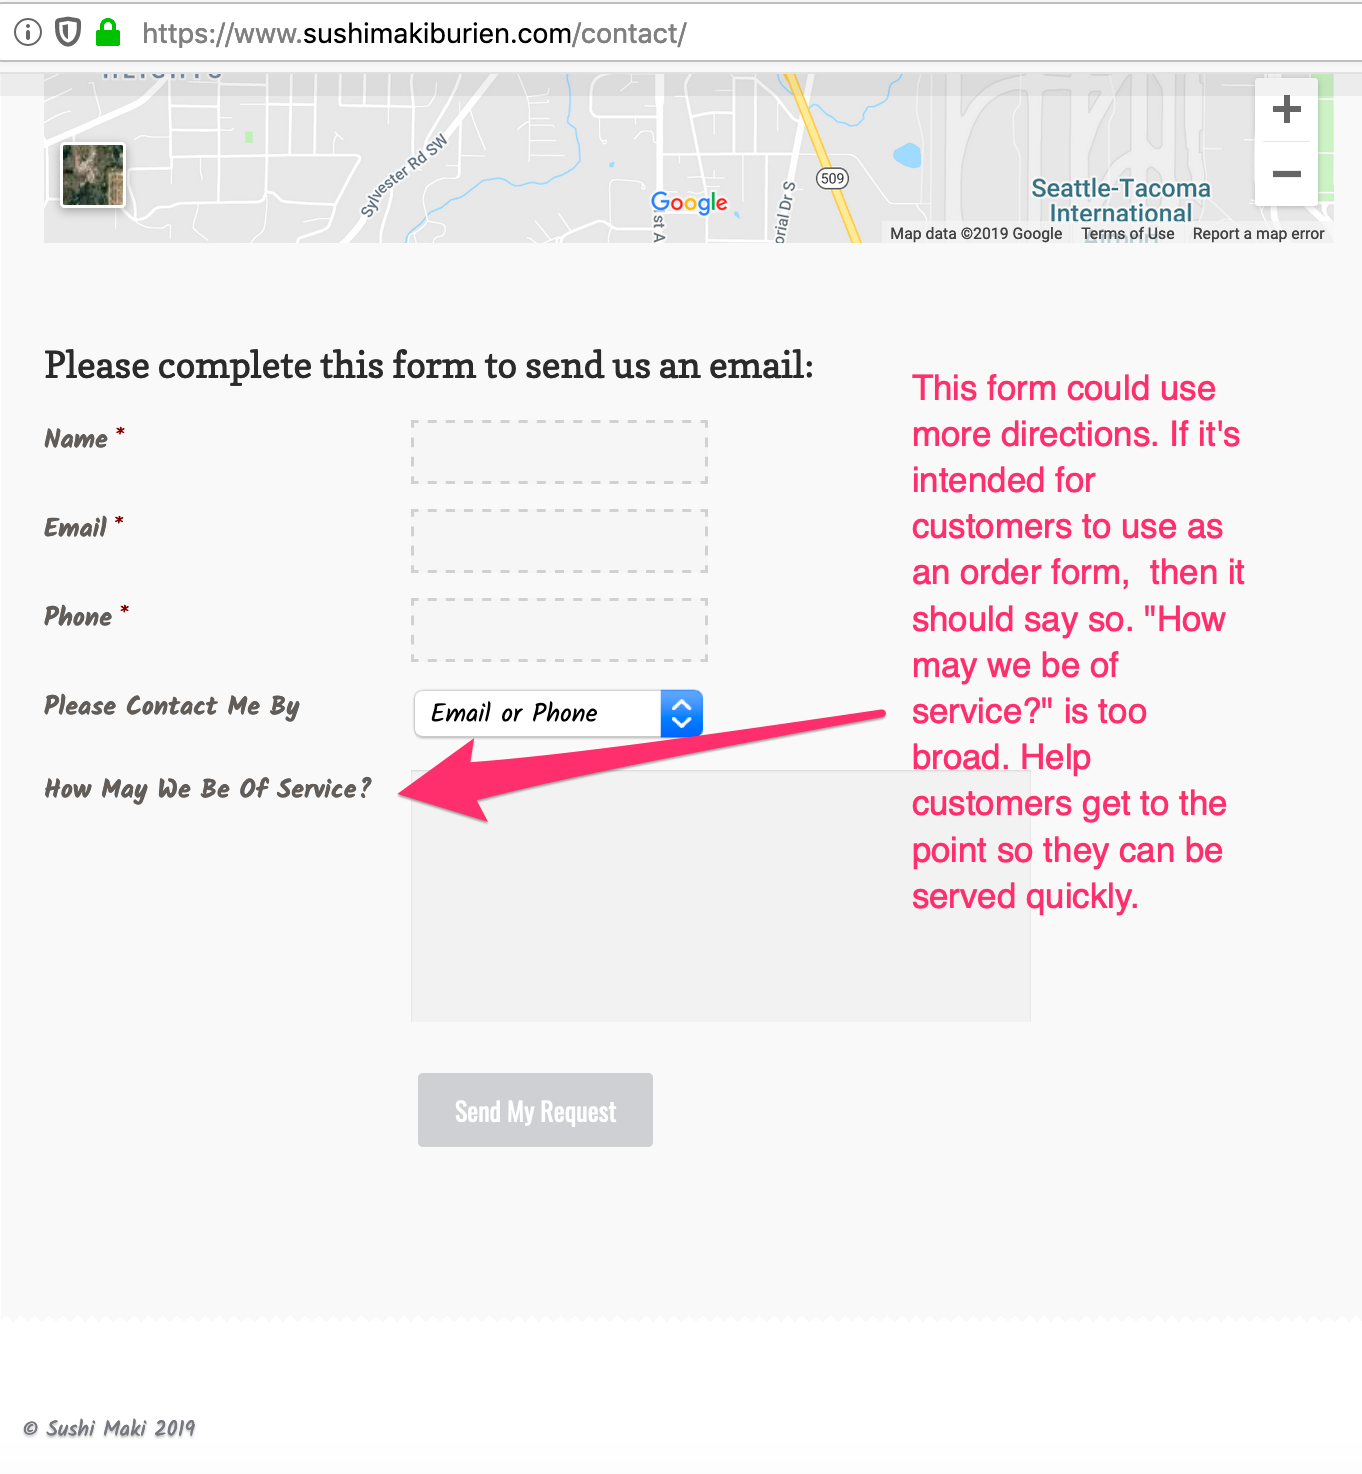 https://www.sushimakiburien.com/contact/
HEIGHTS
Sylvester Rd SW
509
Seattle-Tacoma
International
Airport
Google
1st A
orial Dr S
Map data ©2019 Google Terms of Use Report a map error
Please complete this form to send us an email:
Name *
Email *
Phone *
Please Contact Me By
Email or Phone
How May We Be Of Service?
This form could use
more directions. If it's
intended for
customers to use as
an order form,  then it
should say so. "How
may we be of
service?" is too
broad. Help
customers get to the
point so they can be
served quickly.
Send My Request
© Sushi Maki 2019